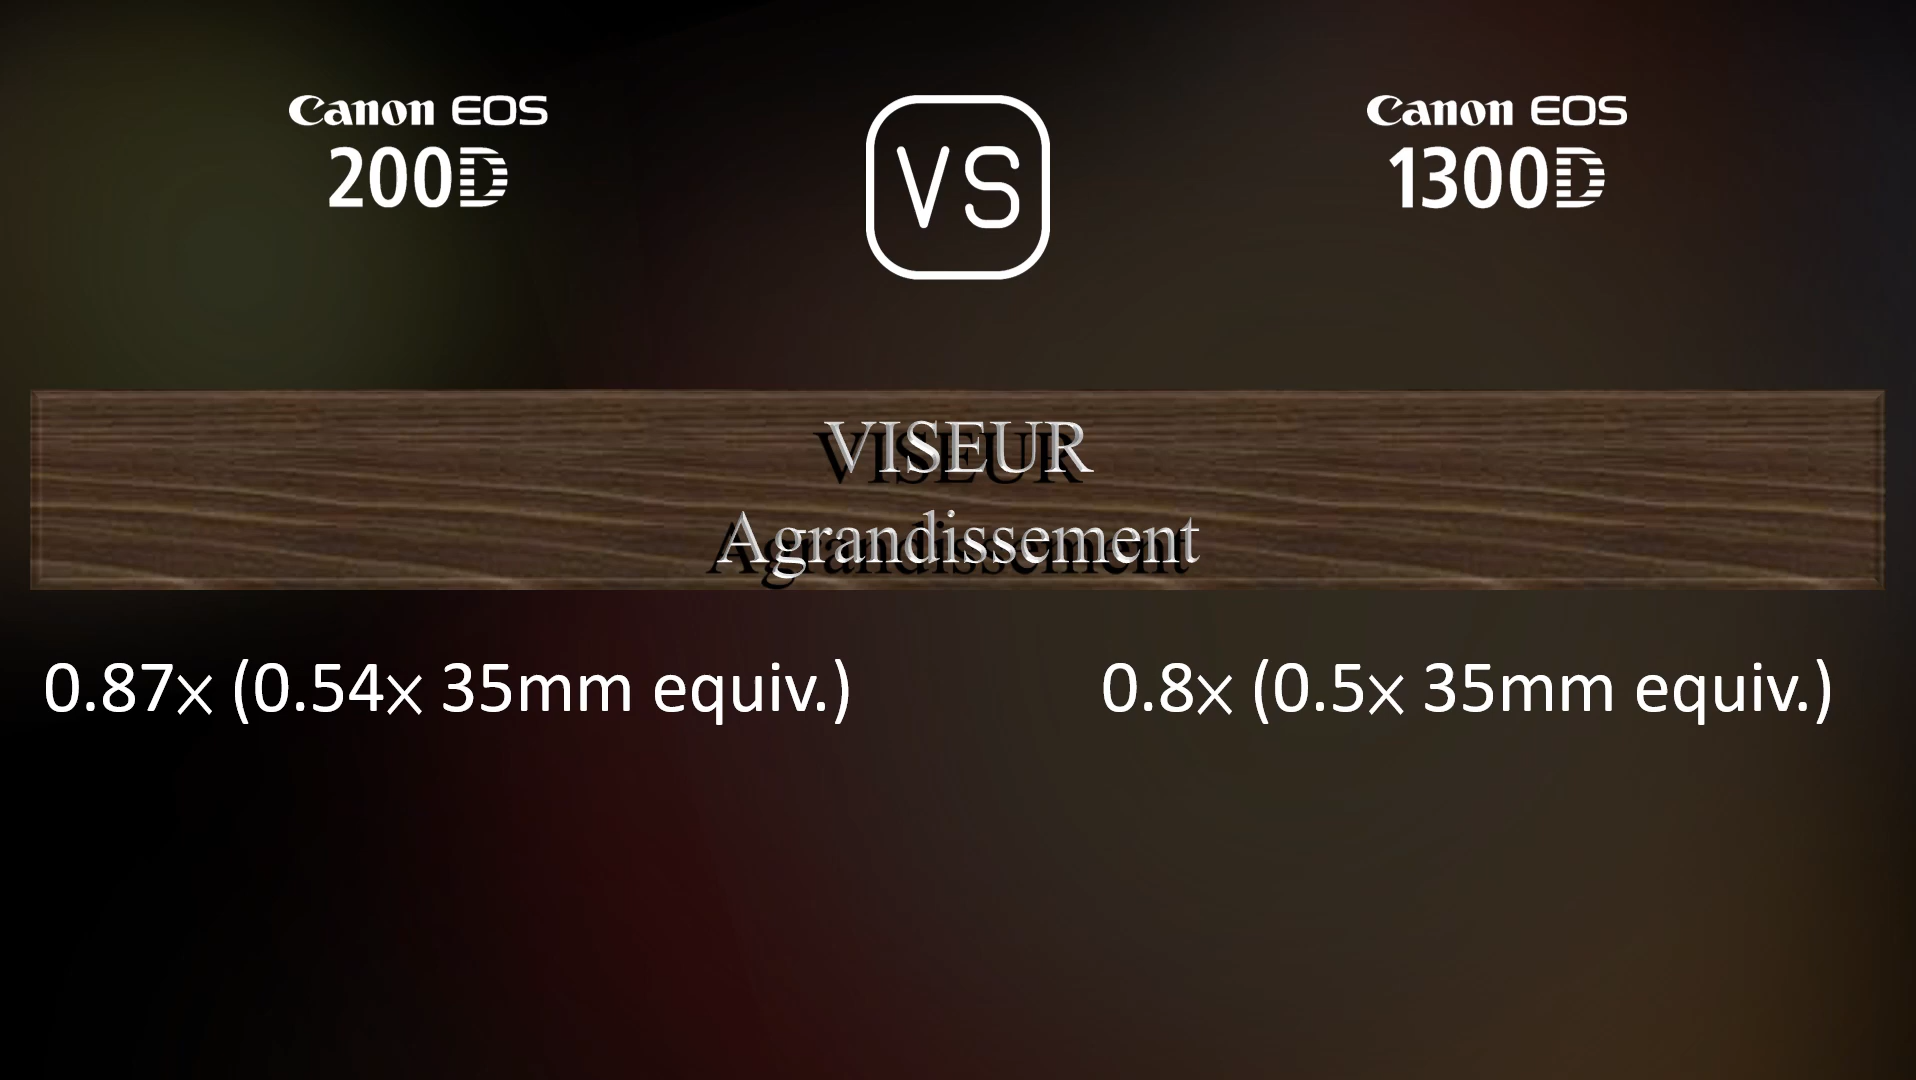 Canon EOS
200D
VS
Canon EOS
1300D
VISEUR
Agrandissement
0.87× (0.54× 35mm equiv.)
0.8× (0.5× 35mm equiv.)